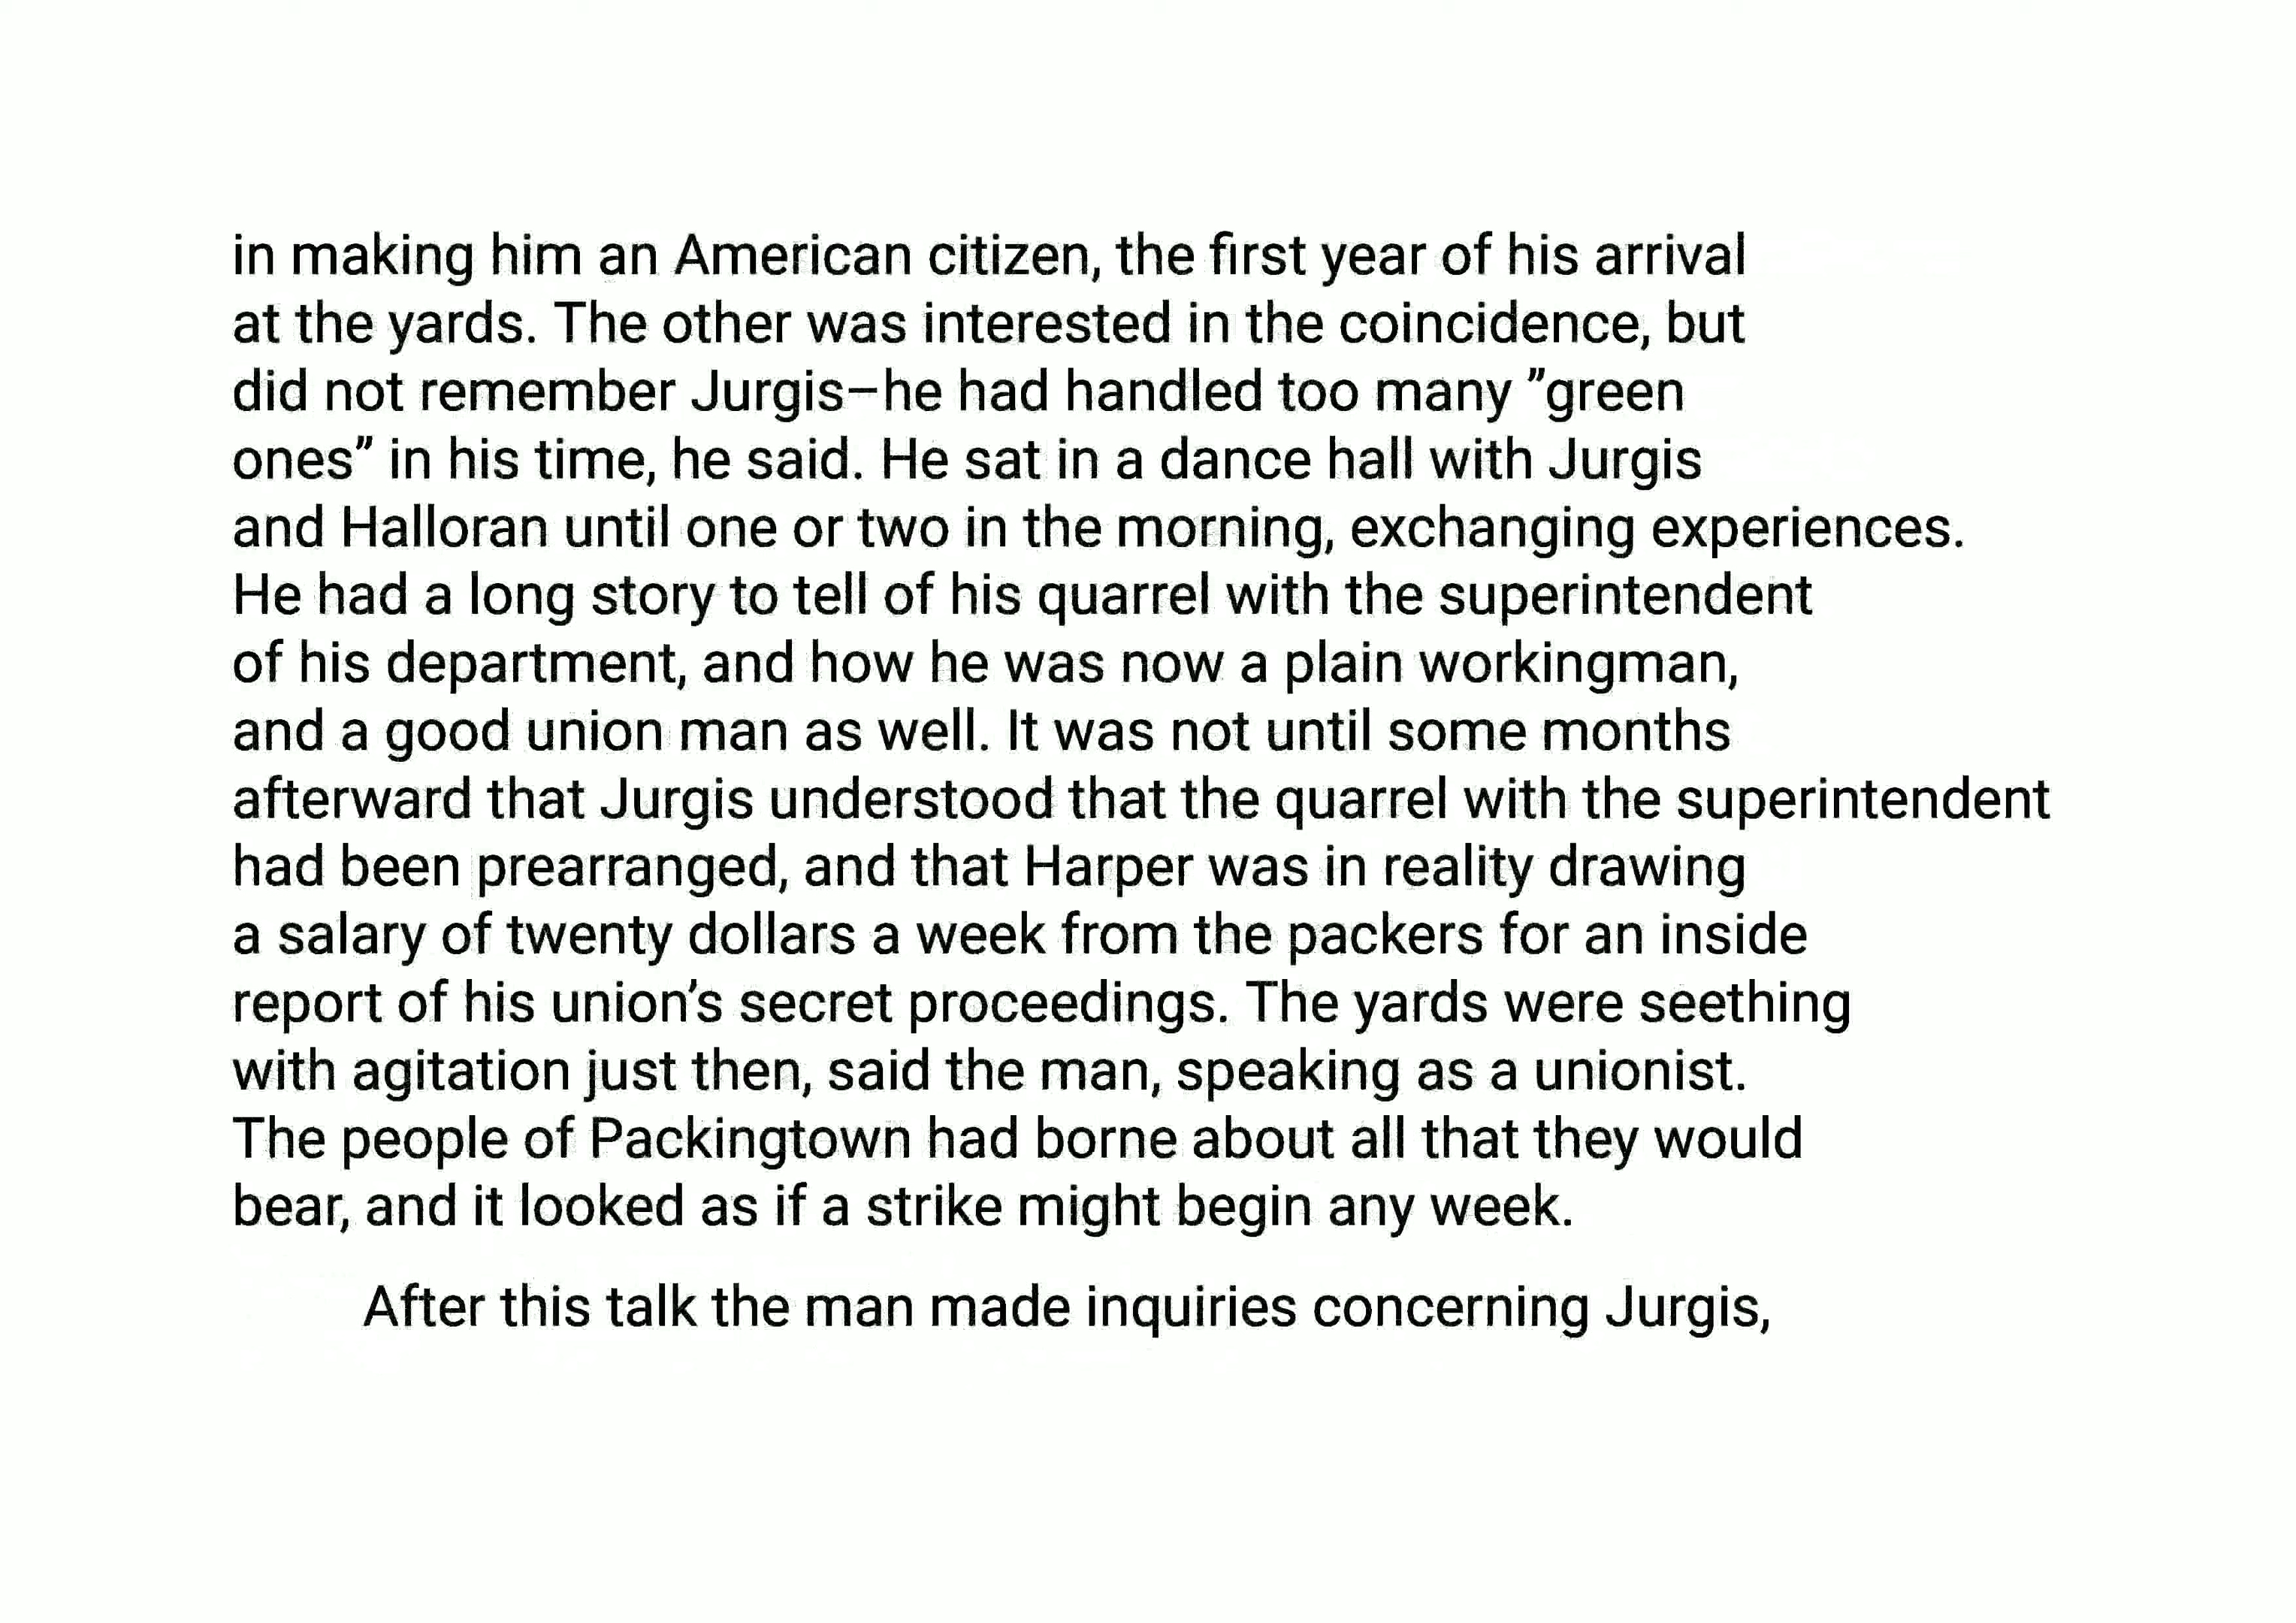 in making him an American citizen, the first year of his arrival
at the yards. The other was interested in the coincidence, but
did not remember Jurgis—he had handled too many ”green
ones” in his time, he said. He sat in a dance hall with Jurgis
and Halloran until one or two in the morning, exchanging experiences.
He had a long story to tell of his quarrel with the superintendent
of his department, and how he was now a plain workingman,
and a good union man as well. It was not until some months
afterward that Jurgis understood that the quarrel with the superintendent
had been prearranged, and that Harper was in reality drawing
a salary of twenty dollars a week from the packers for an inside
report of his union’s secret proceedings. The yards were seething
with agitation just then, said the man, speaking as a unionist.
The people of Packingtown had borne about all that they would
bear, and it looked as if a strike might begin any week.
After this talk the man made inquiries concerning Jurgis,